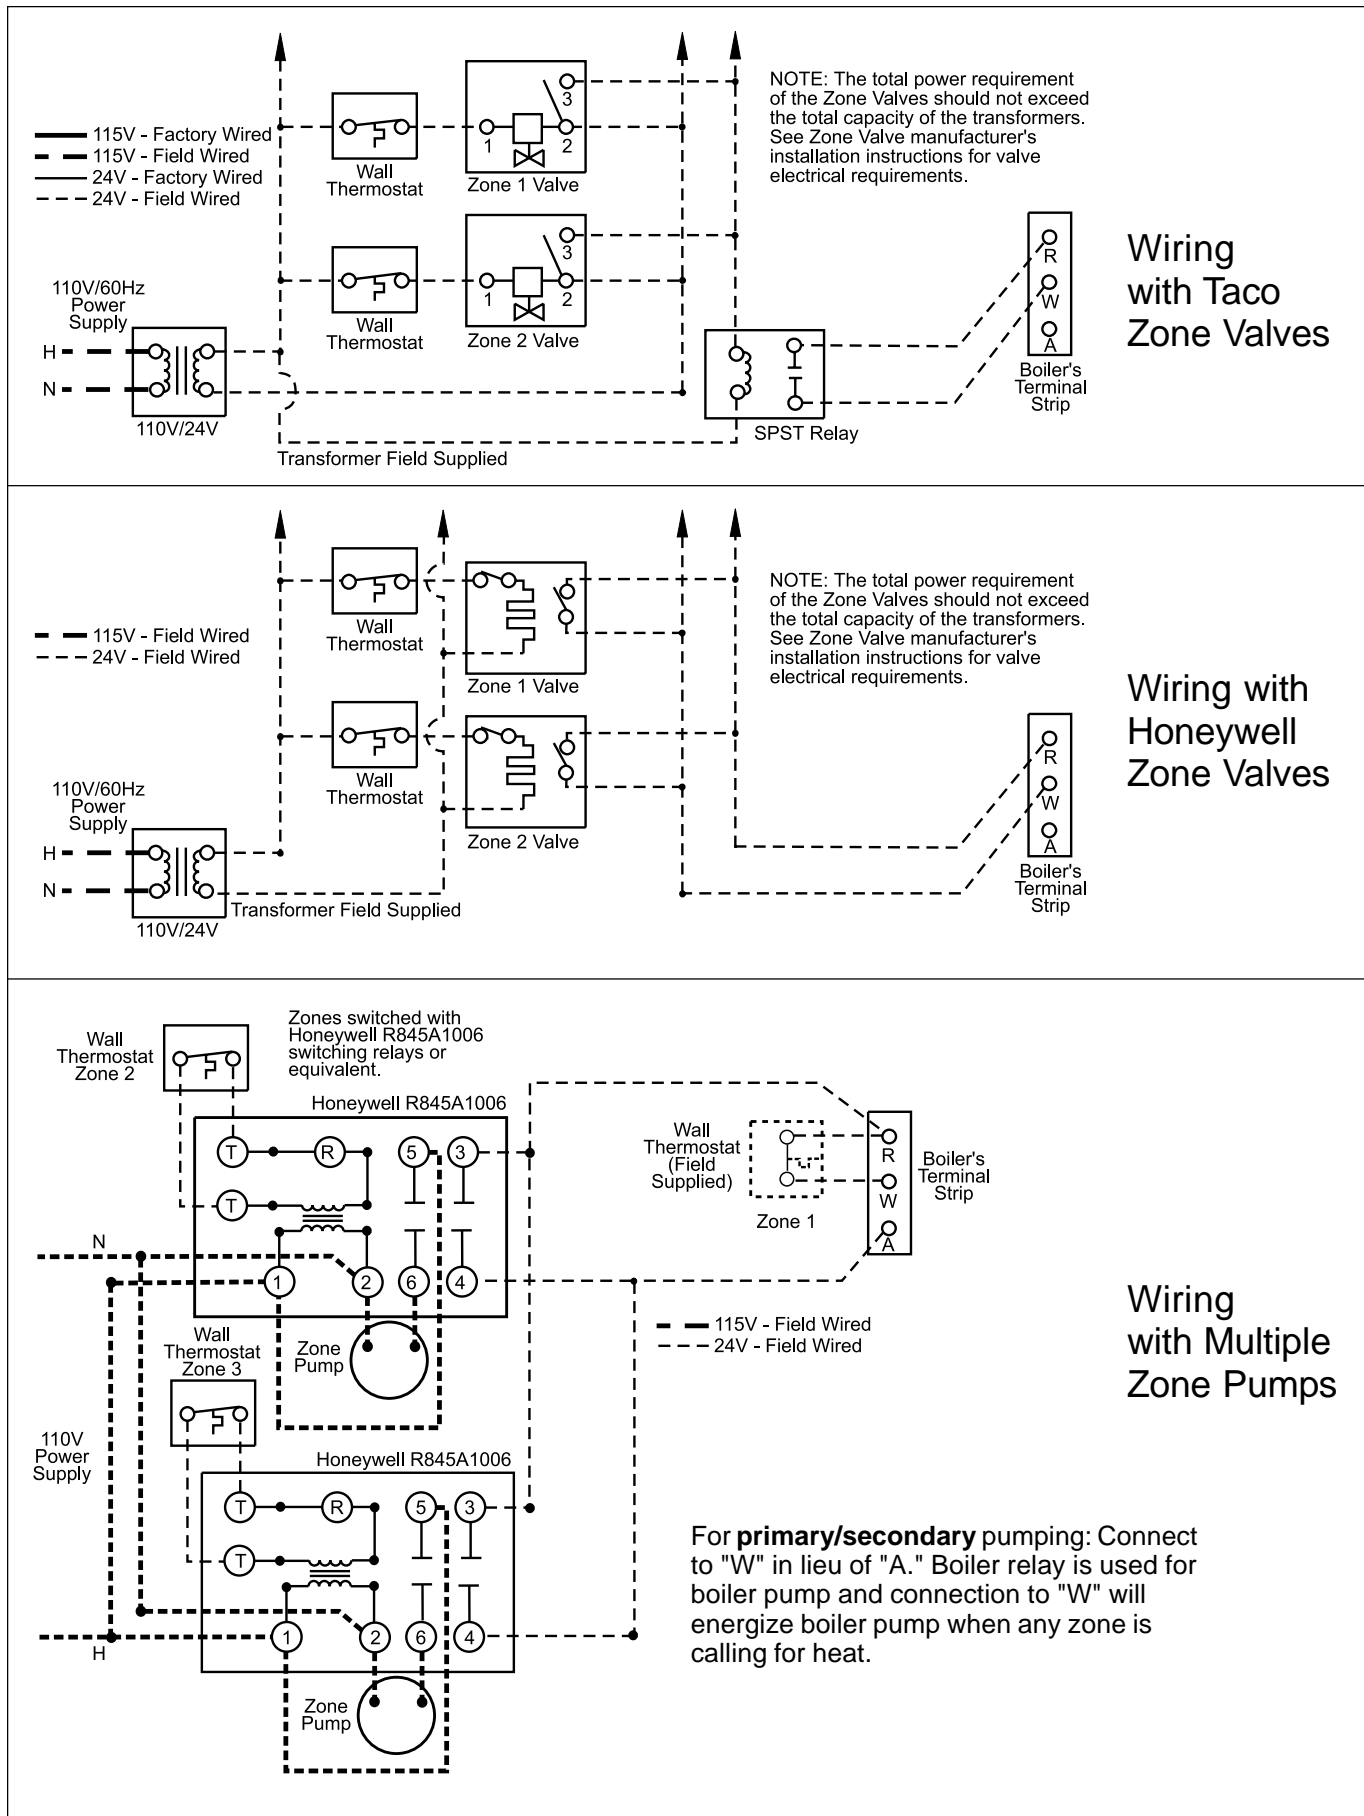 115V - Factory Wired
115V - Field Wired
24V - Factory Wired
24V - Field Wired
110V/60Hz
Power
Supply
H
N
110V/24V
Transformer Field Supplied
Wall
Thermostat
1
2
3
Zone 1 Valve
Wall
Thermostat
1
2
3
Zone 2 Valve
NOTE: The total power requirement
of the Zone Valves should not exceed
the total capacity of the transformers.
See Zone Valve manufacturer's
installation instructions for valve
electrical requirements.
SPST Relay
R
W
A
Boiler's
Terminal
Strip
Wiring
with Taco
Zone Valves
115V - Field Wired
24V - Field Wired
110V/60Hz
Power
Supply
H
N
110V/24V
Transformer Field Supplied
Wall
Thermostat
Zone 1 Valve
Wall
Thermostat
Zone 2 Valve
NOTE: The total power requirement
of the Zone Valves should not exceed
the total capacity of the transformers.
See Zone Valve manufacturer's
installation instructions for valve
electrical requirements.
R
W
A
Boiler's
Terminal
Strip
Wiring with
Honeywell
Zone Valves
Wall
Thermostat
Zone 2
Zones switched with
Honeywell R845A1006
switching relays or
equivalent.
Honeywell R845A1006
T
R
5
3
T
1
2
6
4
N
Zone
Pump
Wall
Thermostat
(Field
Supplied)
Zone 1
R
W
A
Boiler's
Terminal
Strip
115V - Field Wired
24V - Field Wired
Wall
Thermostat
Zone 3
110V
Power
Supply
Honeywell R845A1006
T
R
5
3
T
1
2
6
4
H
Zone
Pump
Wiring
with Multiple
Zone Pumps
For primary/secondary pumping: Connect
to "W" in lieu of "A." Boiler relay is used for
boiler pump and connection to "W" will
energize boiler pump when any zone is
calling for heat.